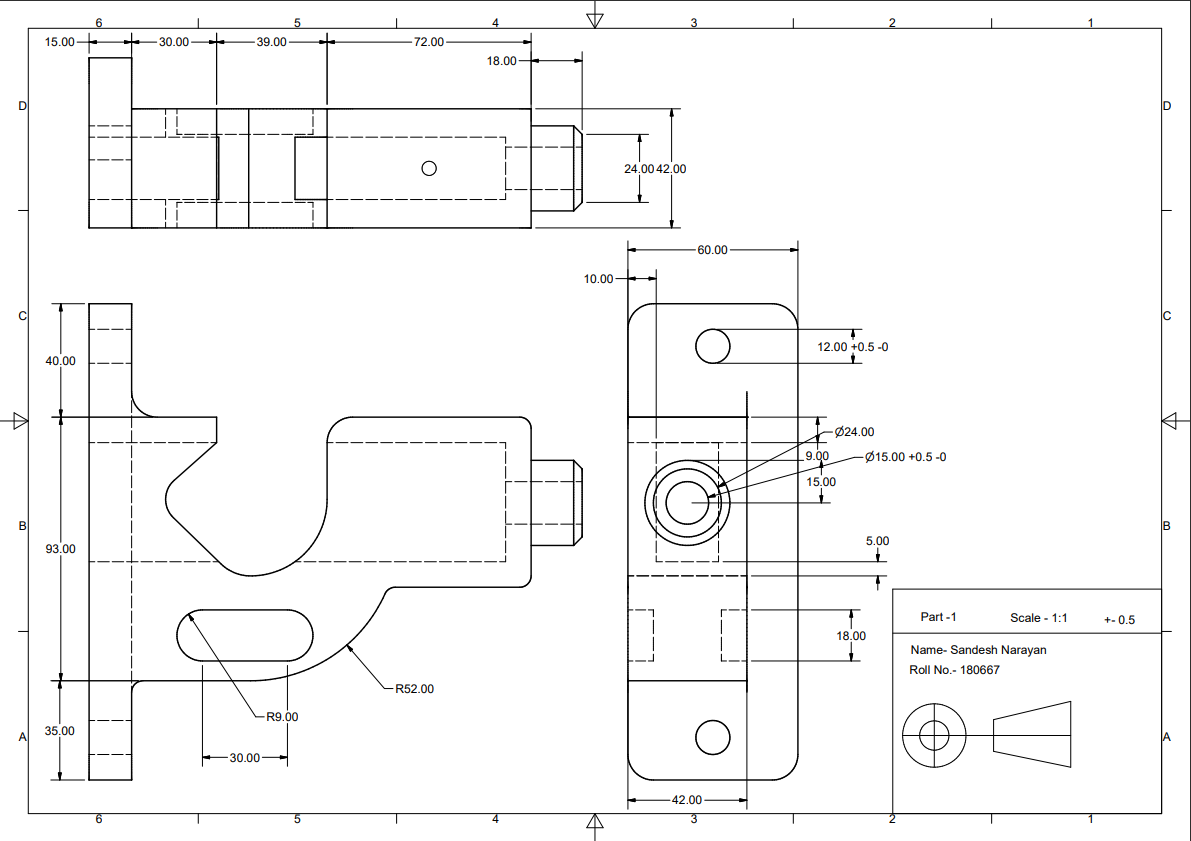 6 5 4 3 2 1
15.00 30.00 39.00 72.00
18.00
D D
24.00 42.00
60.00
10.00
C C
12.00 +0.5 -0
40.00
Ø24.00
9.00 Ø15.00 +0.5 -0
15.00
B B
93.00
5.00
18.00
Part -1 Scale - 1:1 +- 0.5
Name- Sandesh Narayan
Roll No.- 180667
R52.00
R9.00
35.00
A A
30.00
42.00
6 5 4 3 2 1